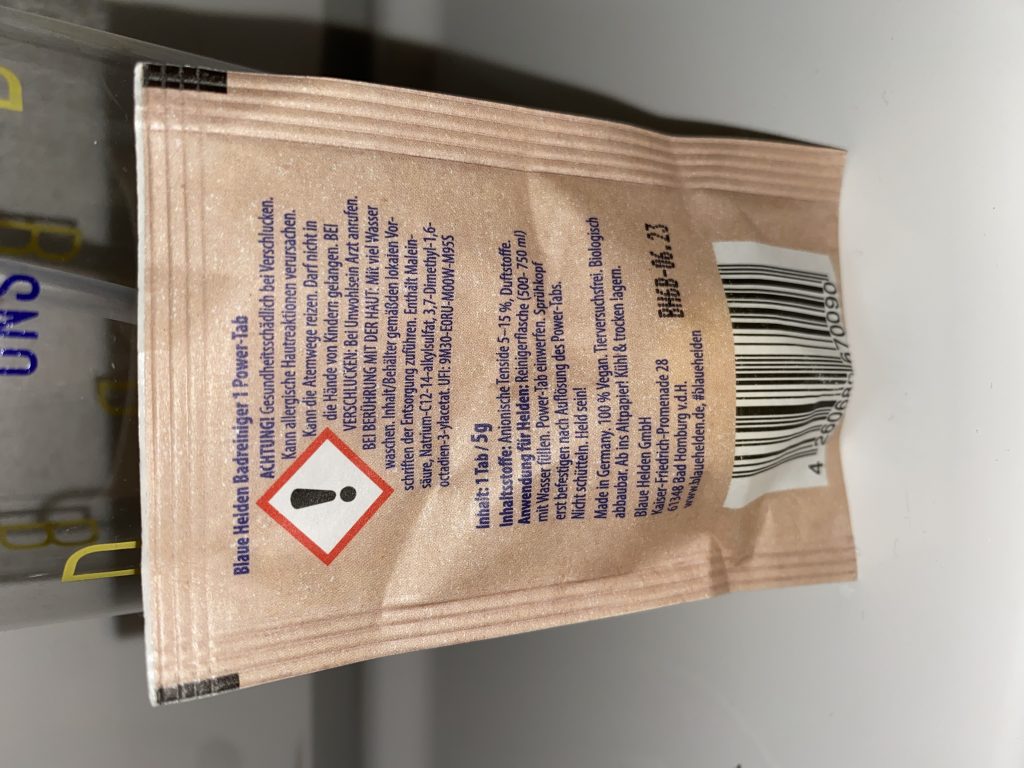 Blaue Helden Badreiniger 1 Power-Tab
ACHTUNG! Gesundheitsschädlich bei Verschlucken.
Kann allergische Hautreaktionen verursachen.
Kann die Atemwege reizen. Darf nicht in
die Hände von Kindern gelangen. BEI
VERSCHLUCKEN: Bei Unwohlsein Arzt anrufen.
BEI BERÜHRUNG MIT DER HAUT: Mit viel Wasser
waschen. Inhalt/Behälter gemäßden lokalen Vor-
schriften der Entsorgung zuführen. Enthält Malein-
säure, Natrium-C12-14-alkylsulfat, 3,7-Dimethyl-1,6-
octadien-3-ylacetat. UFI: 9M30-E0RU-M00W-M95S
Inhalt: 1 Tab / 5g
Inhaltsstoffe: Anionische Tenside 5-15 %, Duftstoffe.
Anwendung für Helden: Reinigerflasche (500- 750 ml)
mit Wasser füllen. Power-Tab einwerfen. Sprühkopf
erst befestigen nach Auflösung des Power-Tabs.
Nicht schütteln. Held sein!
Made in Germany. 100 % Vegan. Tierversuchsfrei. Biologisch
abbaubar. Ab ins Altpapier! Kühl & trocken lagern.
Blaue Helden GmbH
Kaiser-Friedrich-Promenade 28
61348 Bad Homburg v.d.H.
www.blauehelden.de, #blauehelden
06.23
UNS